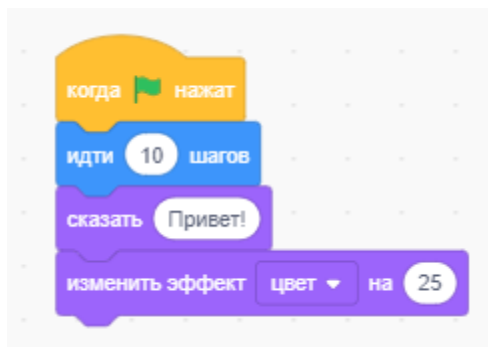 когда нажат
идти 10 шагов
сказать Привет!
изменить эффект цвет на 25